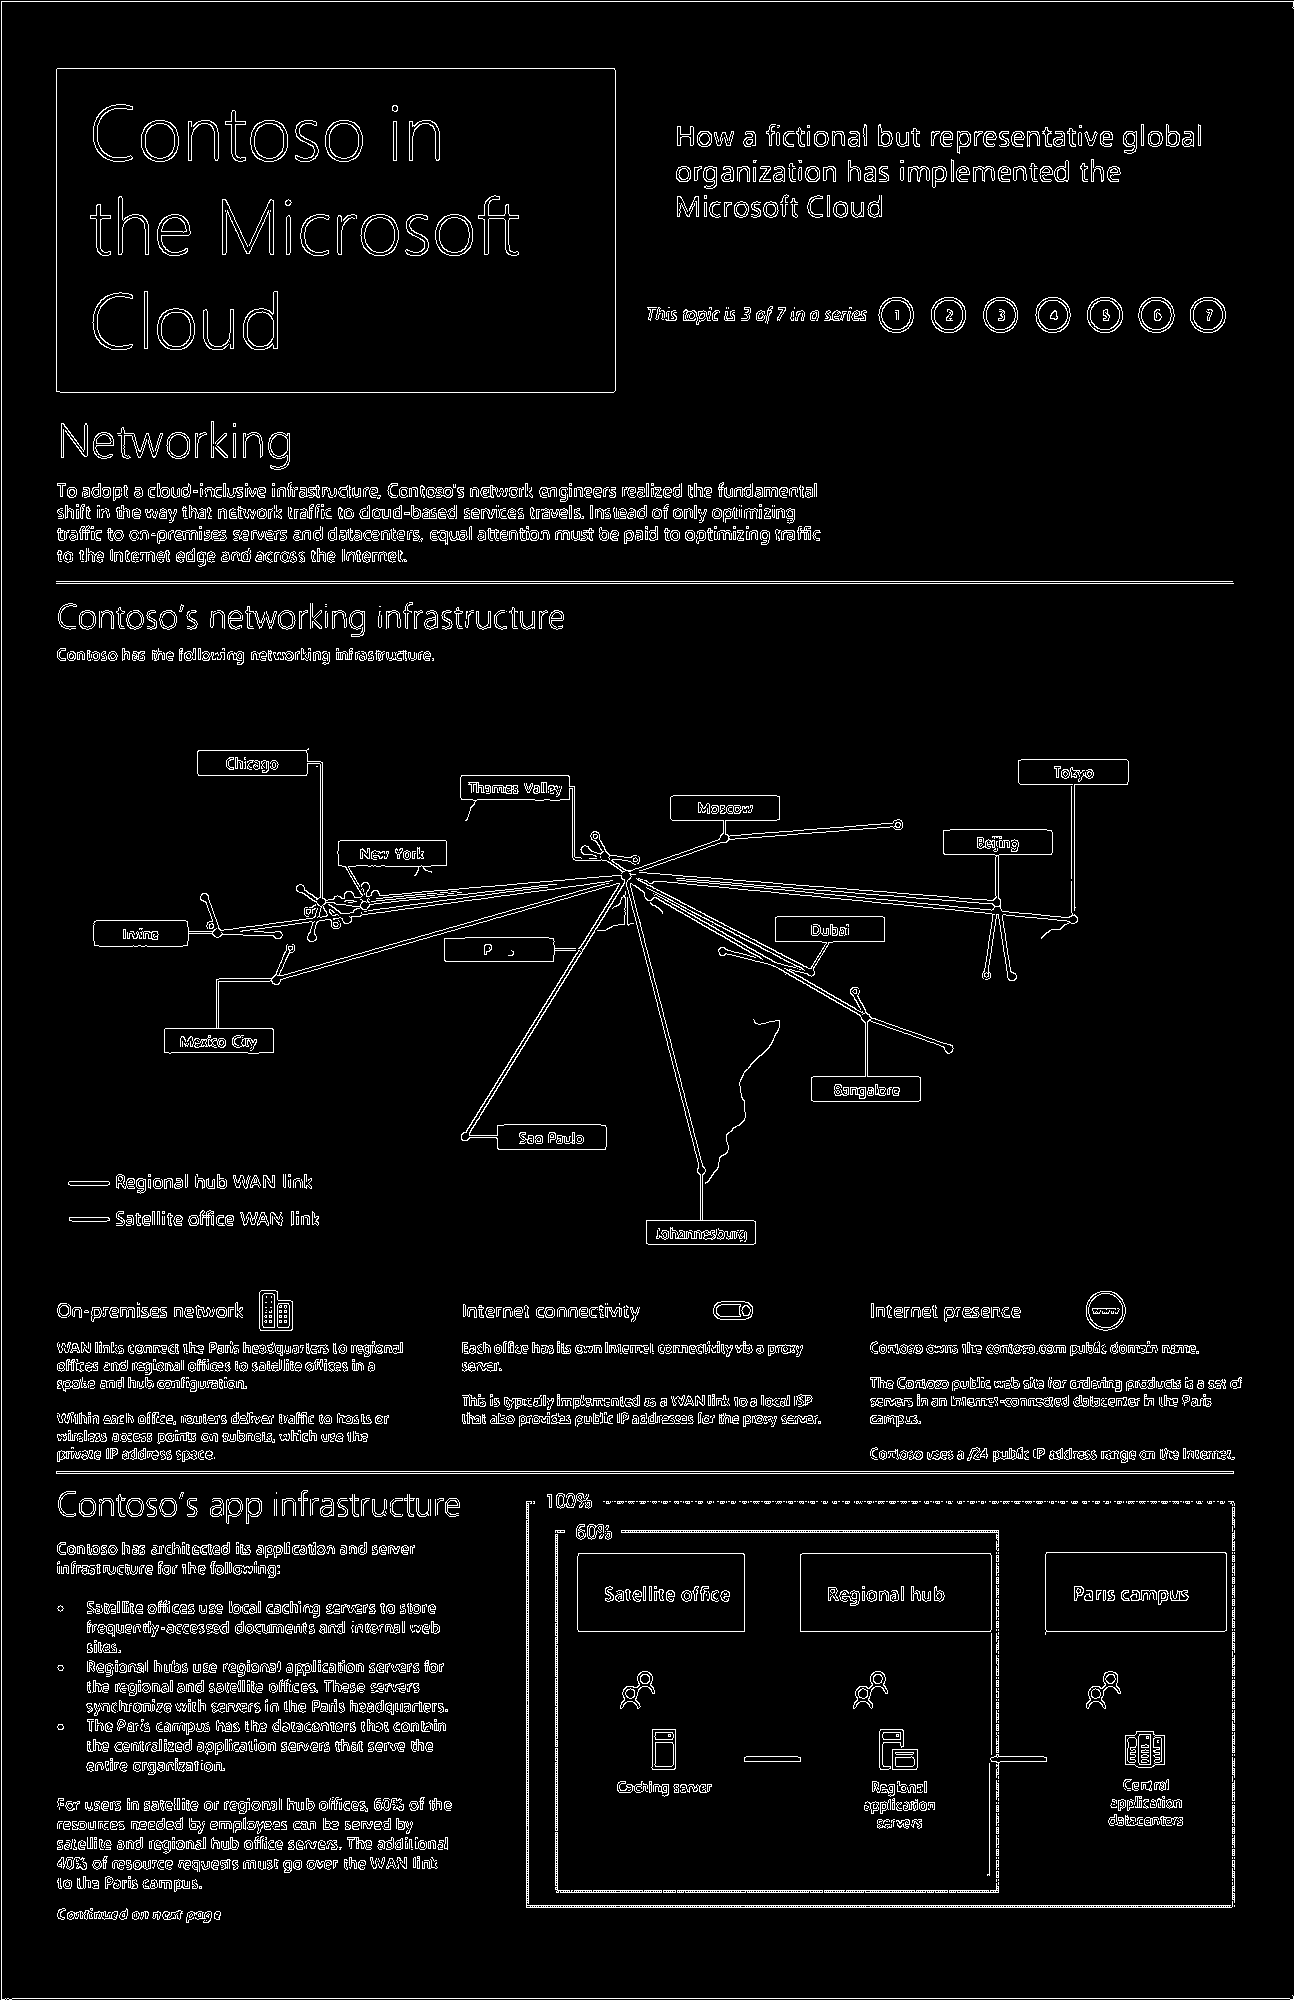 Contoso in
the Microsoft
Cloud
How a fictional but representative global
organization has implemented the
Microsoft Cloud
This topic is 3 of 7 in a series 1 2 3 4 5 6 7
Networking
To adopt a cloud-inclusive infrastructure, Contoso's network engineers realized the fundamental
shift in the way that network traffic to cloud-based services travels. Instead of only optimizing
traffic to on-premises servers and datacenters, equal attention must be paid to optimizing traffic
to the Internet edge and across the Internet.
Contoso's networking infrastructure
Contoso has the following networking infrastructure.
Chicago
Tokyo
Thames Valley
Moscow
Beijing
New York
Irvine
Dubai
P
Mexico City
Bangalore
Sao Paulo
Regional hub WAN link
Satellite office WAN link
Johannesburg
On-premises network
WAN links connect the Paris headquarters to regional
offices and regional offices to satellite offices in a
spoke and hub configuration.
Within each office, routers deliver traffic to hosts or
wireless access points on subnets, which use the
private IP address space.
Internet connectivity
Each office has its own Internet connectivity via a proxy
server.
This is typically implemented as a WAN link to a local ISP
that also provides public IP addresses for the proxy server.
Internet presence
www
Contoso owns the contoso.com public domain name.
The Contoso public web site for ordering products is a set of
servers in an Internet-connected datacenter in the Paris
campus.
Contoso uses a /24 public IP address range on the Internet.
Contoso's app infrastructure
Contoso has architected its application and server
infrastructure for the following:
Satellite offices use local caching servers to store
frequently-accessed documents and internal web
sites.
Regional hubs use regional application servers for
the regional and satellite offices. These servers
synchronize with servers in the Paris headquarters.
The Paris campus has the datacenters that contain
the centralized application servers that serve the
entire organization.
For users in satellite or regional hub offices, 60% of the
resources needed by employees can be served by
satellite and regional hub office servers. The additional
40% of resource requests must go over the WAN link
to the Paris campus.
Continued on next page
100%
60%
Satellite office
Regional hub
Paris campus
Caching server
Regional
application
servers
Central
application
datacenters